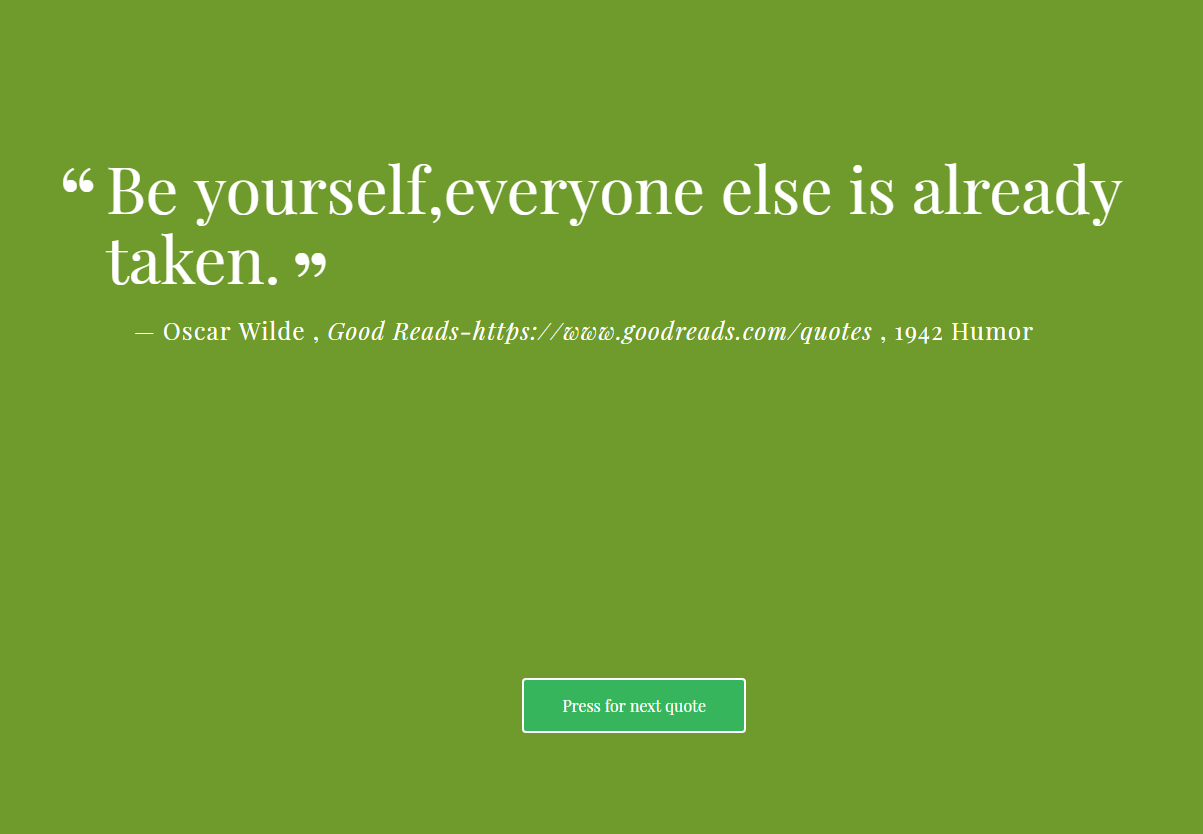 “ Be yourself,everyone else is already
taken. ”
— Oscar Wilde , Good Reads-https://www.goodreads.com/quotes , 1942 Humor
Press for next quote